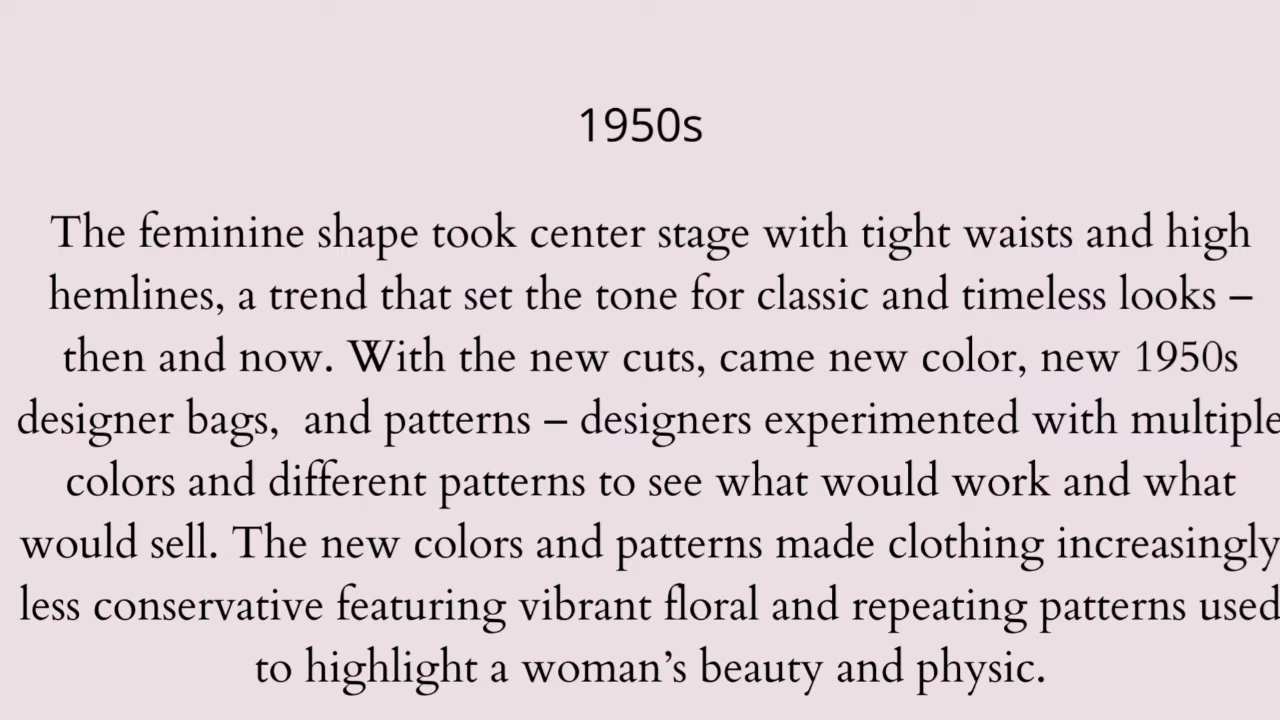 1950s
The feminine shape took center stage with tight waists and high
hemlines, a trend that set the tone for classic and timeless looks –
then and now. With the new cuts, came new color, new 1950s
designer bags,  and patterns – designers experimented with multiple
colors and different patterns to see what would work and what
would sell. The new colors and patterns made clothing increasingly
less conservative featuring vibrant floral and repeating patterns used
to highlight a woman’s beauty and physic.